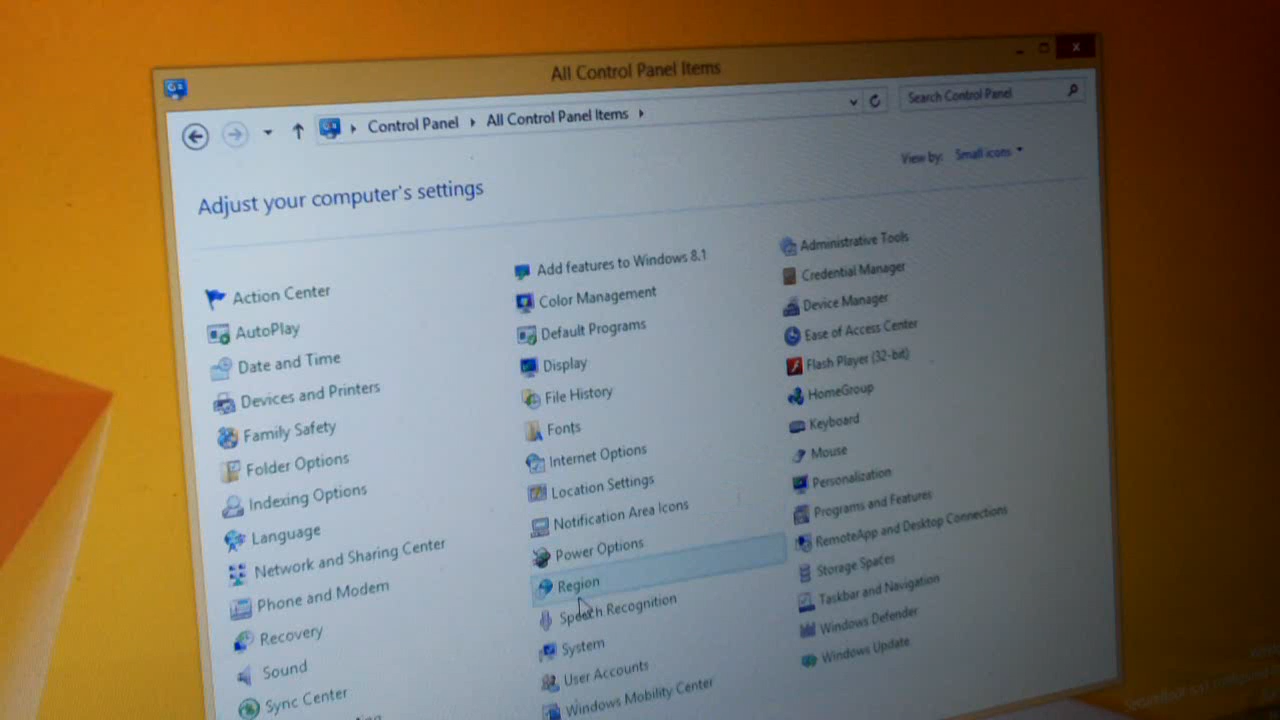 All Control Panel Items
Control Panel All Control Panel Items
Search Control Panel
View by: Small icons
Adjust your computer's settings
Action Center
AutoPlay
Date and Time
Devices and Printers
Family Safety
Folder Options
Indexing Options
Language
Network and Sharing Center
Phone and Modem
Recovery
Sound
Sync Center
Add features to Windows 8.1
Color Management
Default Programs
Display
File History
Fonts
Internet Options
Location Settings
Notification Area Icons
Power Options
Region
Speech Recognition
System
User Accounts
Windows Mobility Center
Administrative Tools
Credential Manager
Device Manager
Ease of Access Center
Flash Player (32-bit)
HomeGroup
Keyboard
Mouse
Personalization
Programs and Features
RemoteApp and Desktop Connections
Storage Spaces
Taskbar and Navigation
Windows Defender
Windows Update